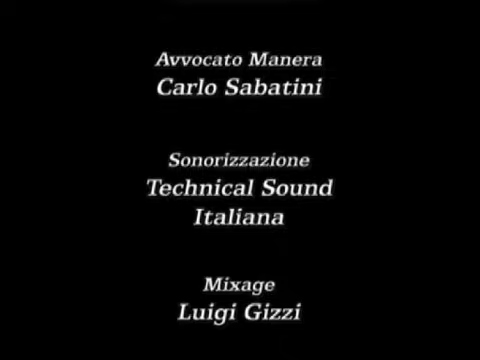 Avvocato Manera
Carlo Sabatini
Sonorizzazione
Technical Sound
Italiana
Mixage
Luigi Gizzi